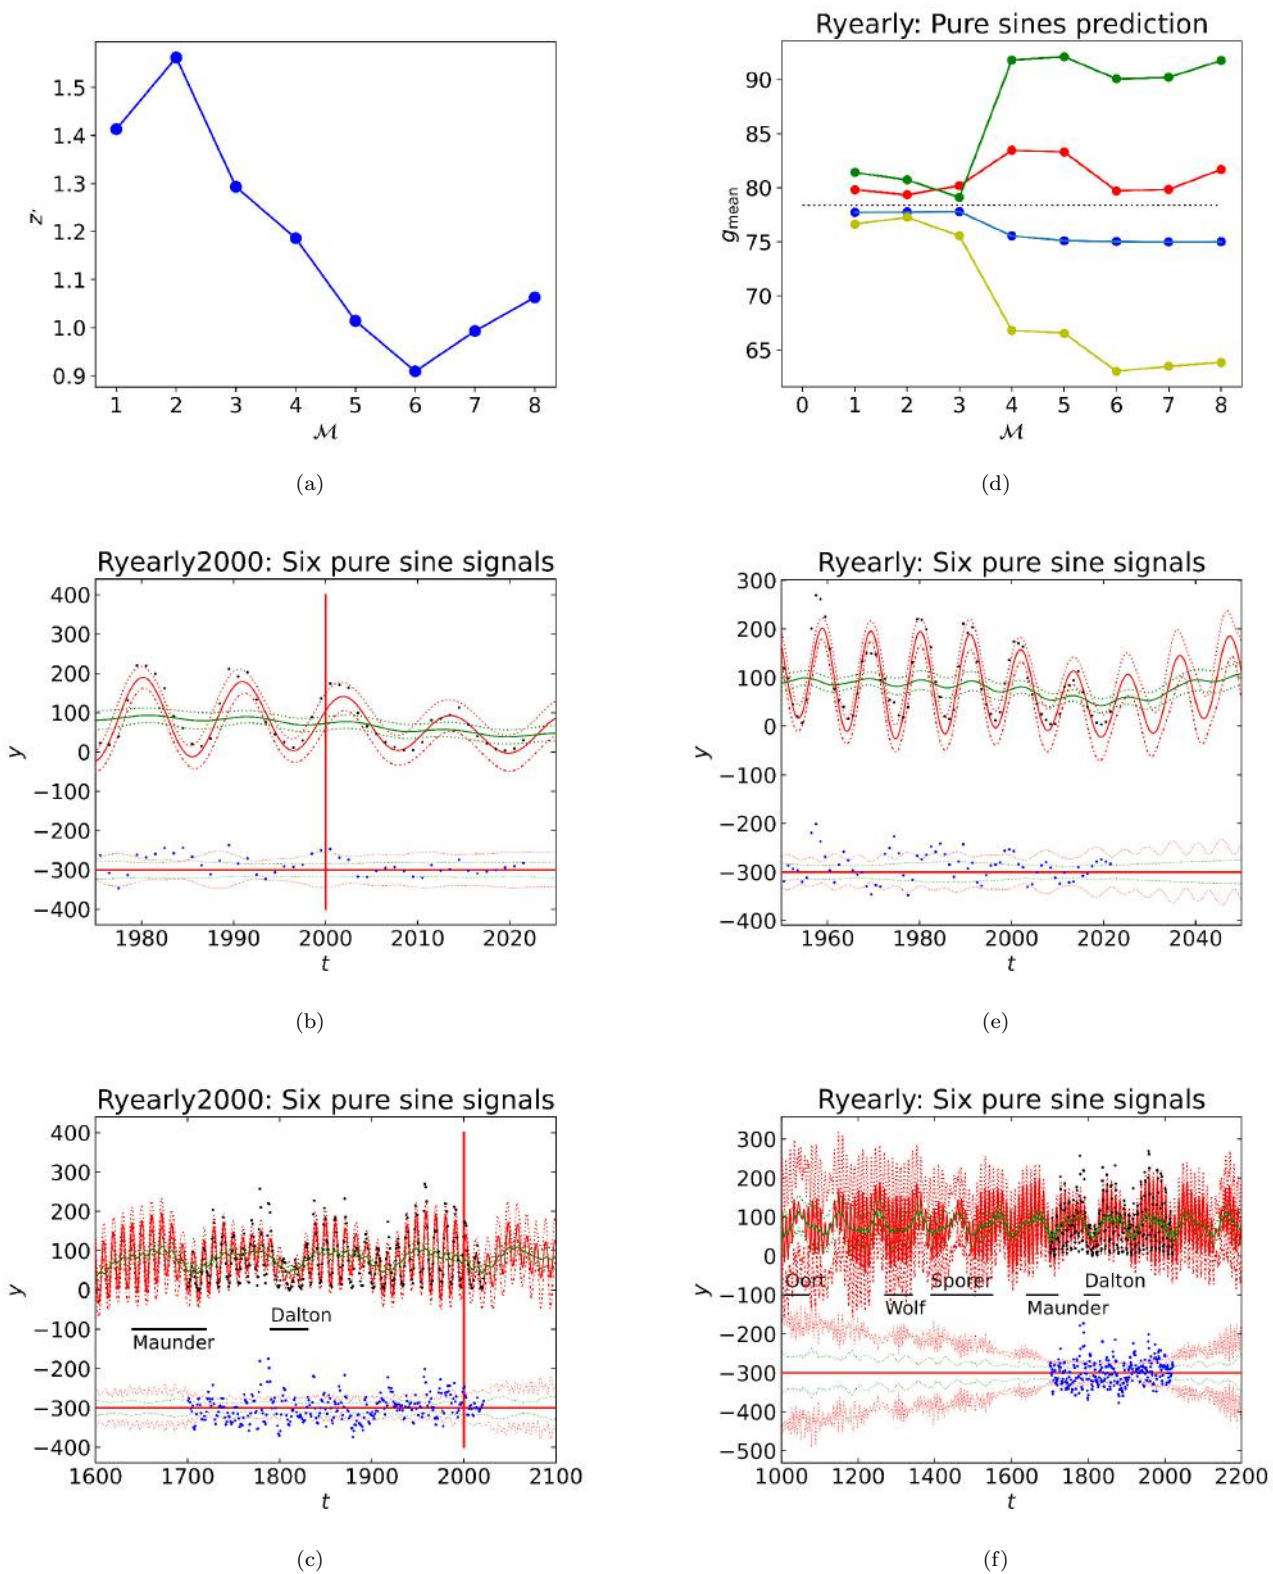 1.5
1.4
1.3
1.2
1.1
1.0
0.9
z'
1 2 3 4 5 6 7 8
ℳ
(a)
Ryearly: Pure sines prediction
90
85
80
75
70
65
g_mean
0 1 2 3 4 5 6 7 8
ℳ
(d)
Ryearly2000: Six pure sine signals
400
300
200
100
0
−100
−200
−300
−400
y
1980 1990 2000 2010 2020
t
(b)
Ryearly: Six pure sine signals
300
200
100
0
−100
−200
−300
−400
y
1960 1980 2000 2020 2040
t
(e)
Ryearly2000: Six pure sine signals
400
300
200
100
0
−100
−200
−300
−400
y
Dalton
Maunder
1600 1700 1800 1900 2000 2100
t
(c)
Ryearly: Six pure sine signals
300
200
100
0
−100
−200
−300
−400
−500
y
Oort Sporer Dalton
Wolf Maunder
1000 1200 1400 1600 1800 2000 2200
t
(f)